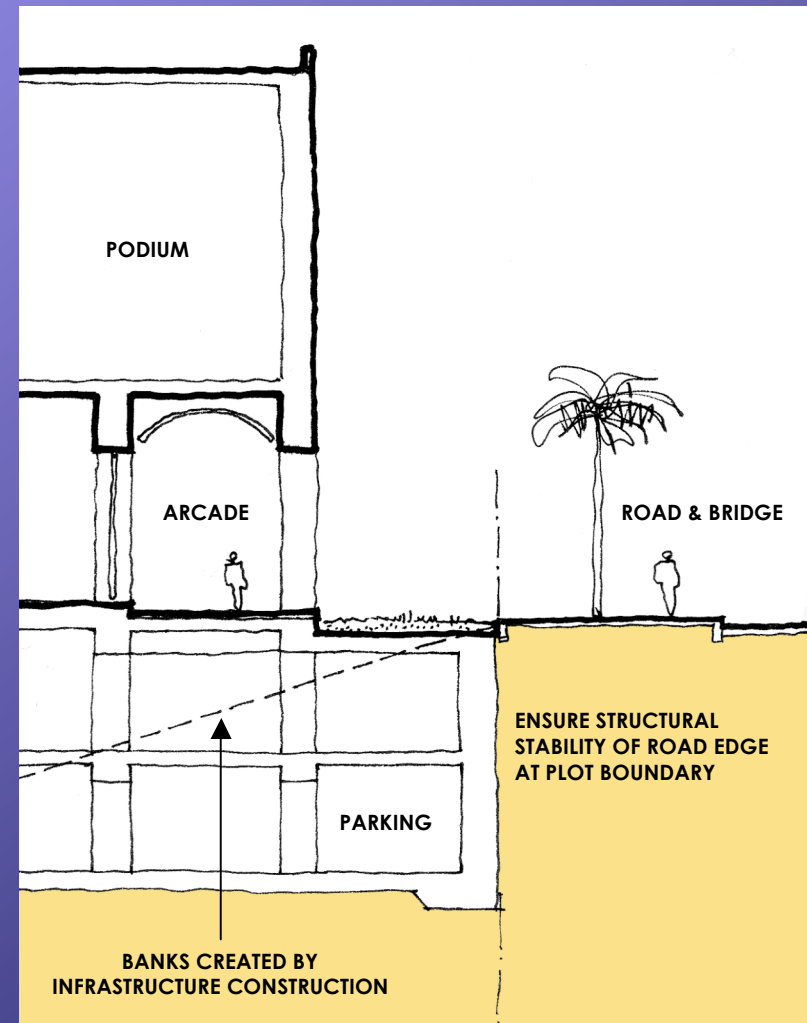 PODIUM
ARCADE
ROAD & BRIDGE
ENSURE STRUCTURAL
STABILITY OF ROAD EDGE
AT PLOT BOUNDARY
PARKING
BANKS CREATED BY
INFRASTRUCTURE CONSTRUCTION